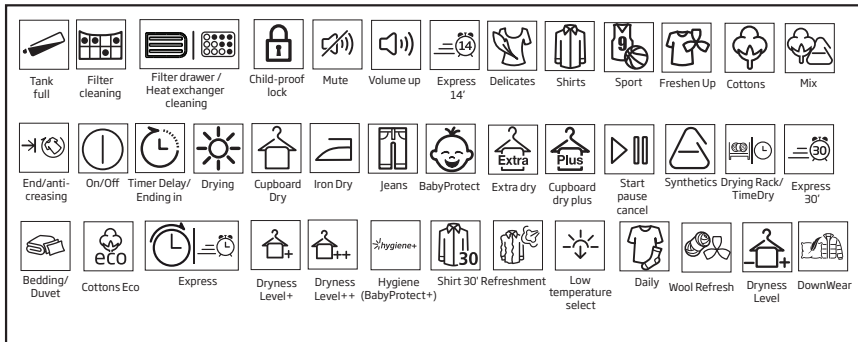 14
9
Tank full
Filter cleaning
Filter drawer / Heat exchanger cleaning
Child-proof lock
Mute
Volume up
Express 14'
Delicates
Shirts
Sport
Freshen Up
Cottons
Mix
Extra
Plus
30
End/anti-creasing
On/Off
Timer Delay/ Ending in
Drying
Cupboard Dry
Iron Dry
Jeans
BabyProtect
Extra dry
Cupboard dry plus
Start pause cancel
Synthetics
Drying Rack/ TimeDry
Express 30'
eco
+
++
hygiene+
30
- +
Bedding/ Duvet
Cottons Eco
Express
Dryness Level+
Dryness Level++
Hygiene (BabyProtect+)
Shirt 30'
Refreshment
Low temperature select
Daily
Wool Refresh
Dryness Level
DownWear